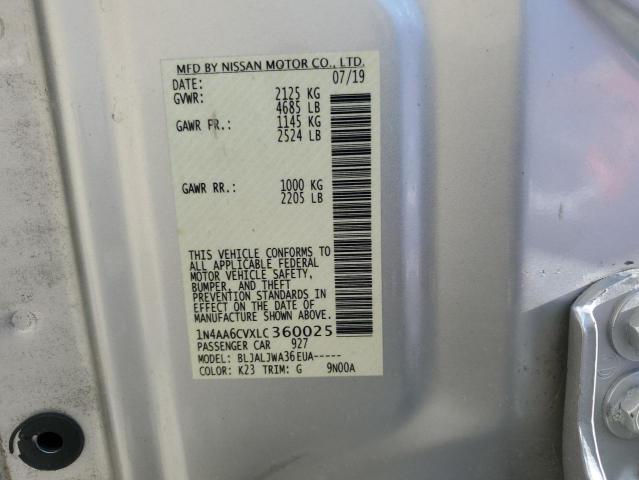 MFD BY NISSAN MOTOR CO., LTD.
DATE: 07/19
GVWR: 2125 KG
4685 LB
GAWR FR.: 1145 KG
2524 LB
GAWR RR.: 1000 KG
2205 LB
THIS VEHICLE CONFORMS TO
ALL APPLICABLE FEDERAL
MOTOR VEHICLE SAFETY,
BUMPER, AND THEFT
PREVENTION STANDARDS IN
EFFECT ON THE DATE OF
MANUFACTURE SHOWN ABOVE.
1N4AA6CVXLC360025
PASSENGER CAR 927
MODEL: BLJALJWA36EUA-----
COLOR: K23 TRIM: G 9N00A